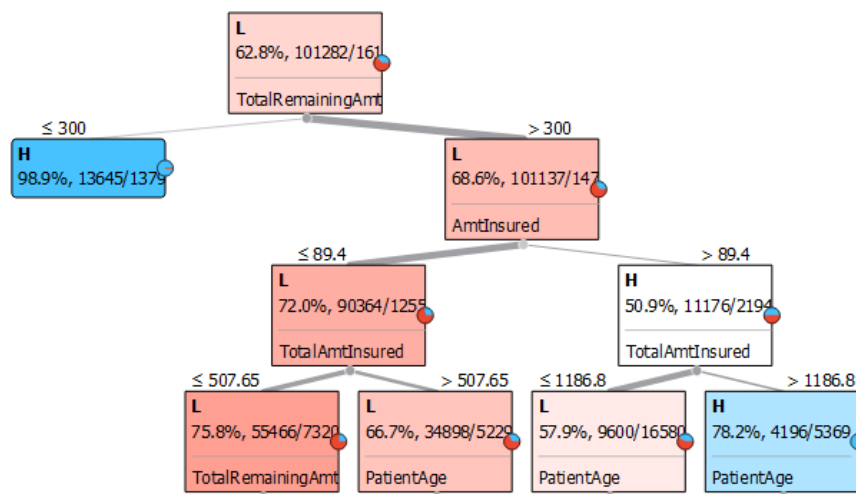 L
62.8%, 101282/161
TotalRemainingAmt
≤ 300
> 300
H
98.9%, 13645/1379
L
68.6%, 101137/147
AmtInsured
≤ 89.4
> 89.4
L
72.0%, 90364/1255
TotalAmtInsured
H
50.9%, 11176/2194
TotalAmtInsured
≤ 507.65
> 507.65
≤ 1186.8
> 1186.8
L
75.8%, 55466/7320
TotalRemainingAmt
L
66.7%, 34898/5229
PatientAge
L
57.9%, 9600/16580
PatientAge
H
78.2%, 4196/5369
PatientAge